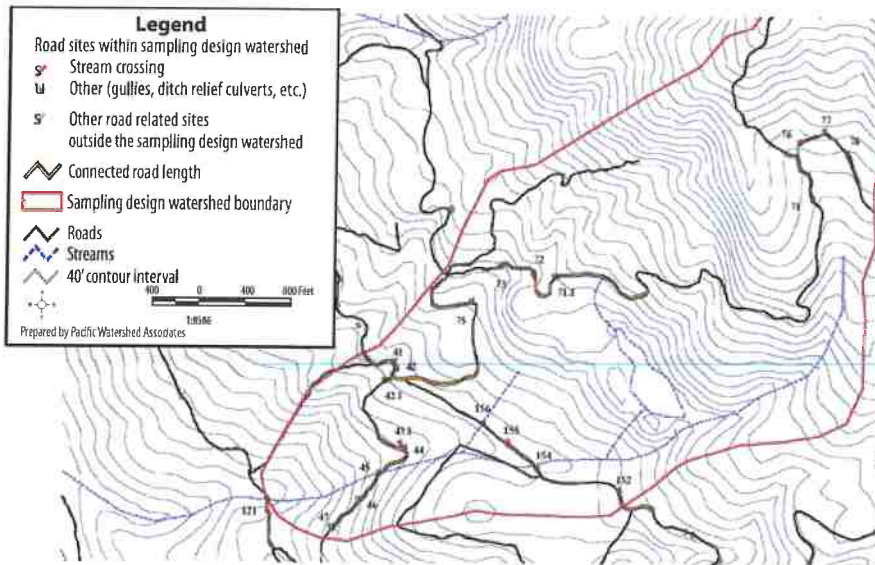 Legend
Road sites within sampling design watershed
Stream crossing
Other (gullies, ditch relief culverts, etc.)
Other road related sites
outside the samplling design watershed
Connected road length
Sampling design watershed boundary
Roads
Streams
40' contour interval
400 0 400 800 Feet
Prepared by Pacific Watershed Associates
77
76
78
72
73
75
41
42
42.1
156
155
154
44
45
46
47
152